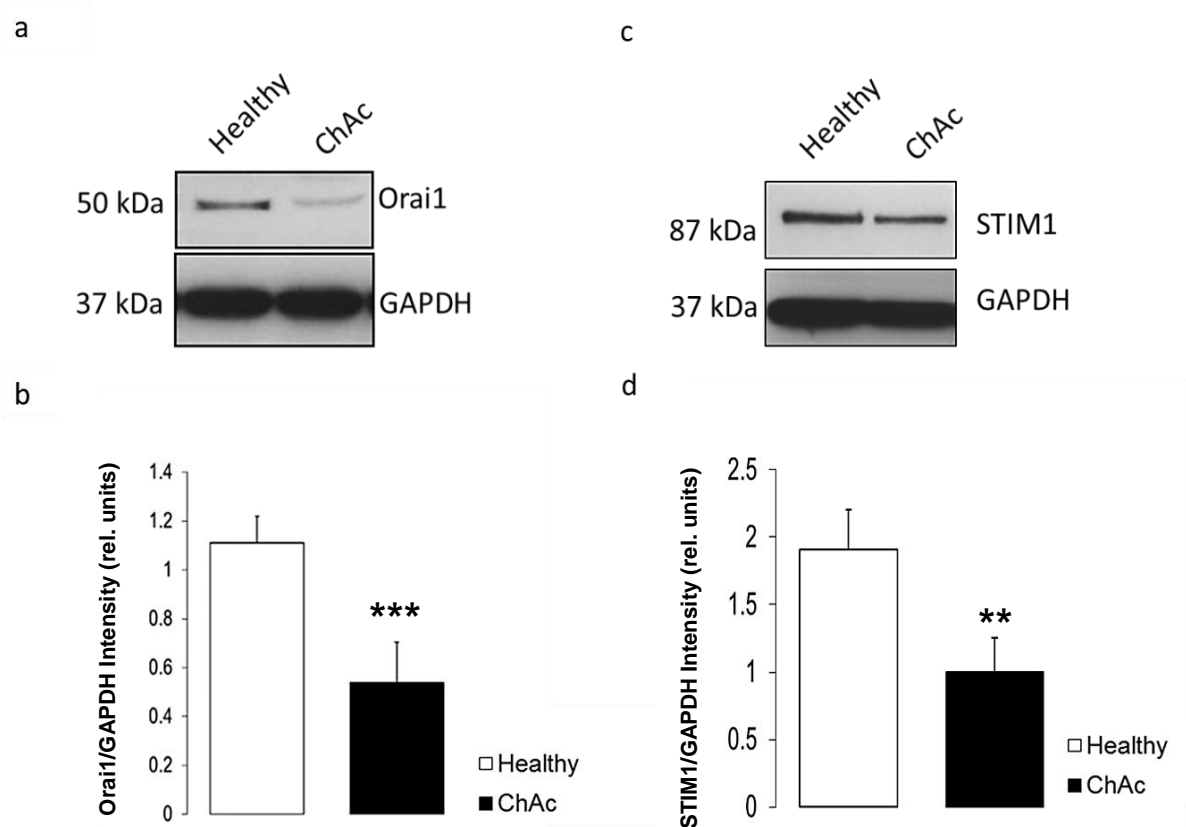 a
Healthy
ChAc
50 kDa
Orai1
37 kDa
GAPDH
c
Healthy
ChAc
87 kDa
STIM1
37 kDa
GAPDH
b
Orai1/GAPDH Intensity (rel. units)
1.4
1.2
1
0.8
0.6
0.4
0.2
0
***
Healthy
ChAc
d
STIM1/GAPDH Intensity (rel. units)
2.5
2
1.5
1
0.5
0
**
Healthy
ChAc